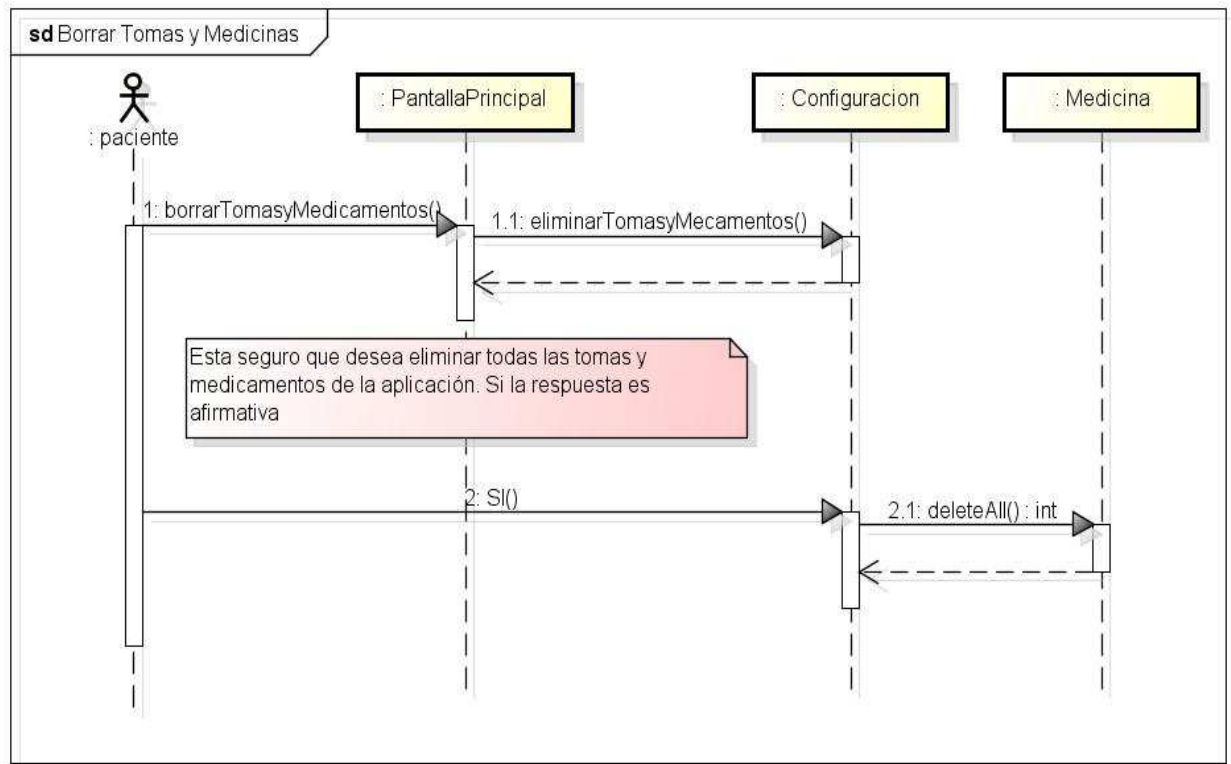 sd Borrar Tomas y Medicinas
: paciente
: PantallaPrincipal
: Configuracion
: Medicina
1: borrarTomasyMedicamentos()
1.1: eliminarTomasyMecamentos()
Esta seguro que desea eliminar todas las tomas y
medicamentos de la aplicación. Si la respuesta es
afirmativa
2: SI()
2.1: deleteAll() : int